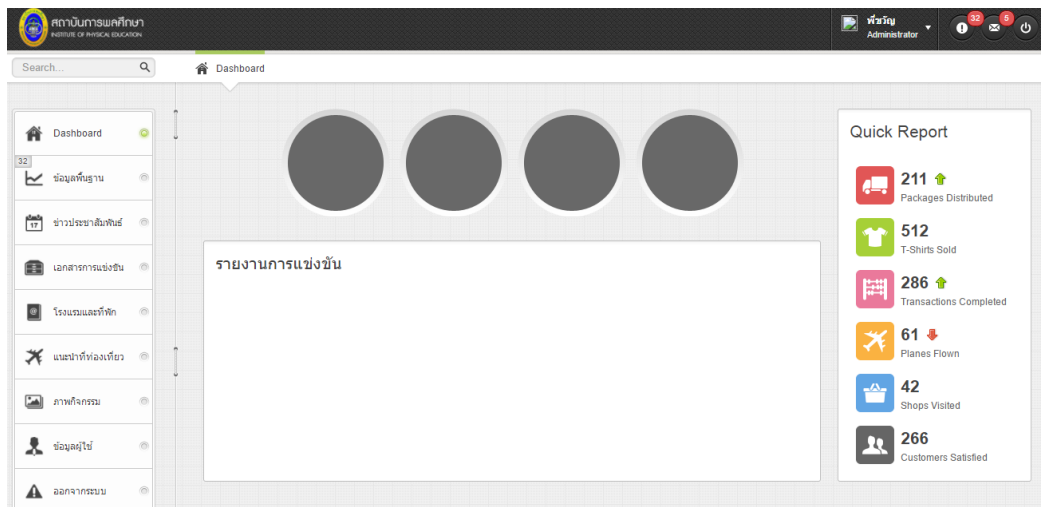 สถาบันการพลศึกษา
INSTITUTE OF PHYSICAL EDUCATION
พี่ขวัญ
Administrator
32
5
Search...
Dashboard
Dashboard
32
ข้อมูลพื้นฐาน
17
ข่าวประชาสัมพันธ์
เอกสารการแข่งขัน
โรงแรมและที่พัก
แนะนำที่ท่องเที่ยว
ภาพกิจกรรม
ข้อมูลผู้ใช้
ออกจากระบบ
รายงานการแข่งขัน
Quick Report
211
Packages Distributed
512
T-Shirts Sold
286
Transactions Completed
61
Planes Flown
42
Shops Visited
266
Customers Satisfied